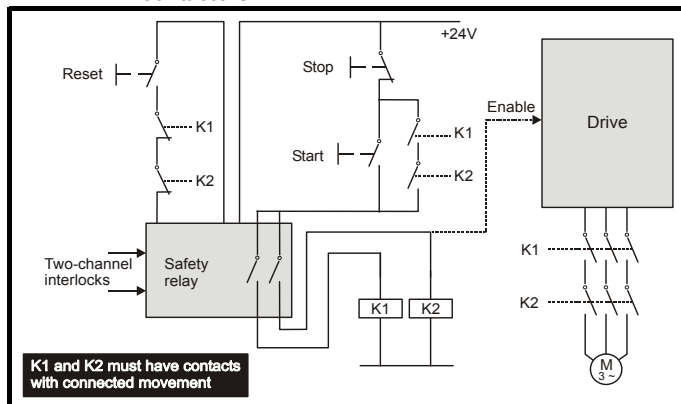 +24V
Reset
Stop
Enable
Drive
K1
K1
Start
K2
K2
Two-channel
interlocks
Safety
relay
K1
K2
K1
K2
M
3 ~
K1 and K2 must have contacts
with connected movement